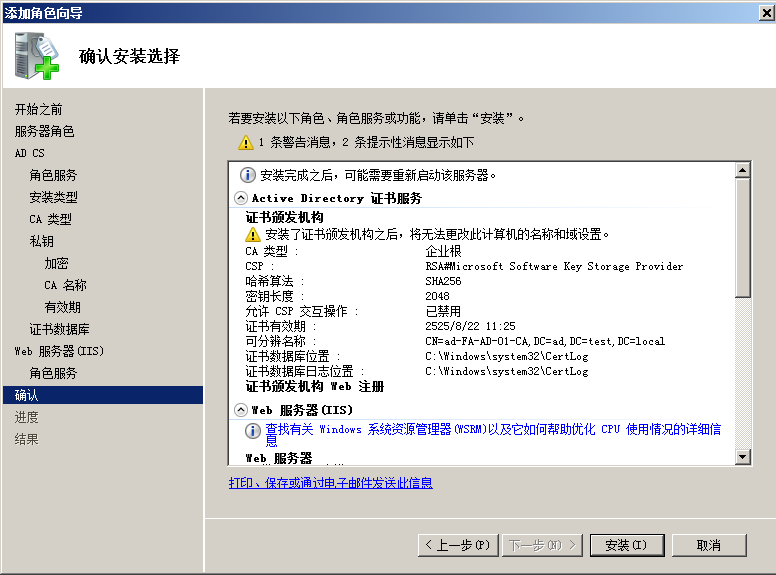 添加角色向导
确认安装选择
开始之前
服务器角色
AD CS
角色服务
安装类型
CA 类型
私钥
加密
CA 名称
有效期
证书数据库
Web 服务器(IIS)
角色服务
确认
进度
结果
若要安装以下角色、角色服务或功能，请单击“安装”。
1 条警告消息，2 条提示性消息显示如下
安装完成之后，可能需要重新启动该服务器。
Active Directory 证书服务
证书颁发机构
安装了证书颁发机构之后，将无法更改此计算机的名称和域设置。
CA 类型 : 企业根
CSP : RSA#Microsoft Software Key Storage Provider
哈希算法 : SHA256
密钥长度 : 2048
允许 CSP 交互操作 : 已禁用
证书有效期 : 2525/8/22 11:25
可分辨名称 : CN=ad-FA-AD-01-CA,DC=ad,DC=test,DC=local
证书数据库位置 : C:\Windows\system32\CertLog
证书数据库日志位置 : C:\Windows\system32\CertLog
证书颁发机构 Web 注册
Web 服务器(IIS)
查找有关 Windows 系统资源管理器(WSRM)以及它如何帮助优化 CPU 使用情况的详细信
息
Web 服务器
打印、保存或通过电子邮件发送此信息
< 上一步(P) 下一步(N) > 安装(I) 取消